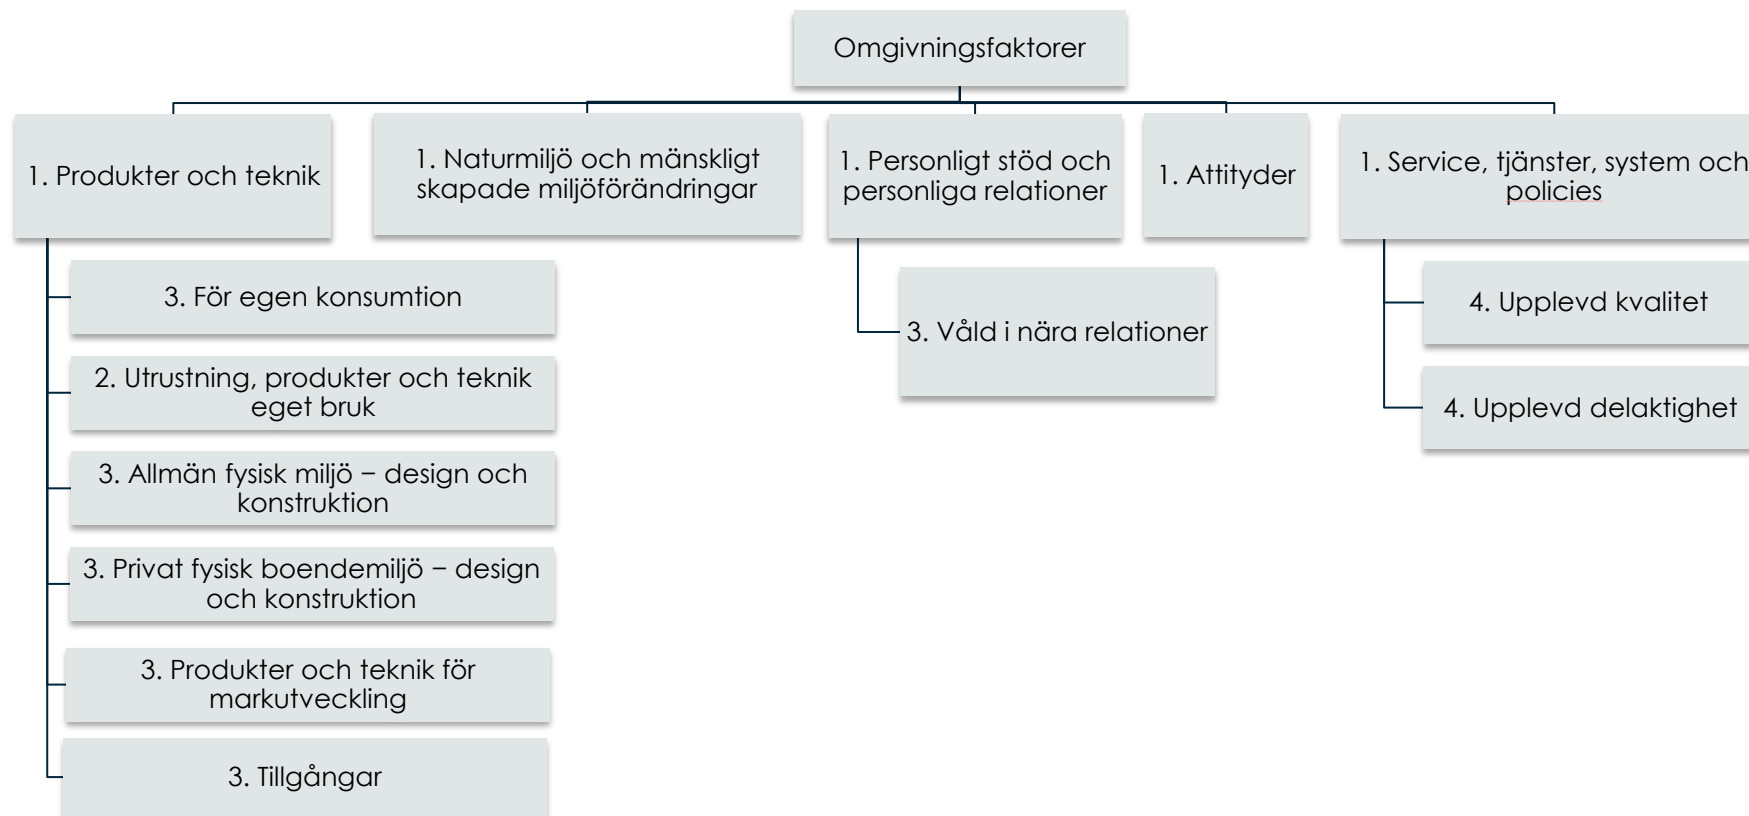 Omgivningsfaktorer
1. Produkter och teknik
1. Naturmiljö och mänskligt
skapade miljöförändringar
1. Personligt stöd och
personliga relationer
1. Attityder
1. Service, tjänster, system och
policies
3. För egen konsumtion
2. Utrustning, produkter och teknik
eget bruk
3. Allmän fysisk miljö – design och
konstruktion
3. Privat fysisk boendemiljö – design
och konstruktion
3. Produkter och teknik för
markutveckling
3. Tillgångar
3. Våld i nära relationer
4. Upplevd kvalitet
4. Upplevd delaktighet